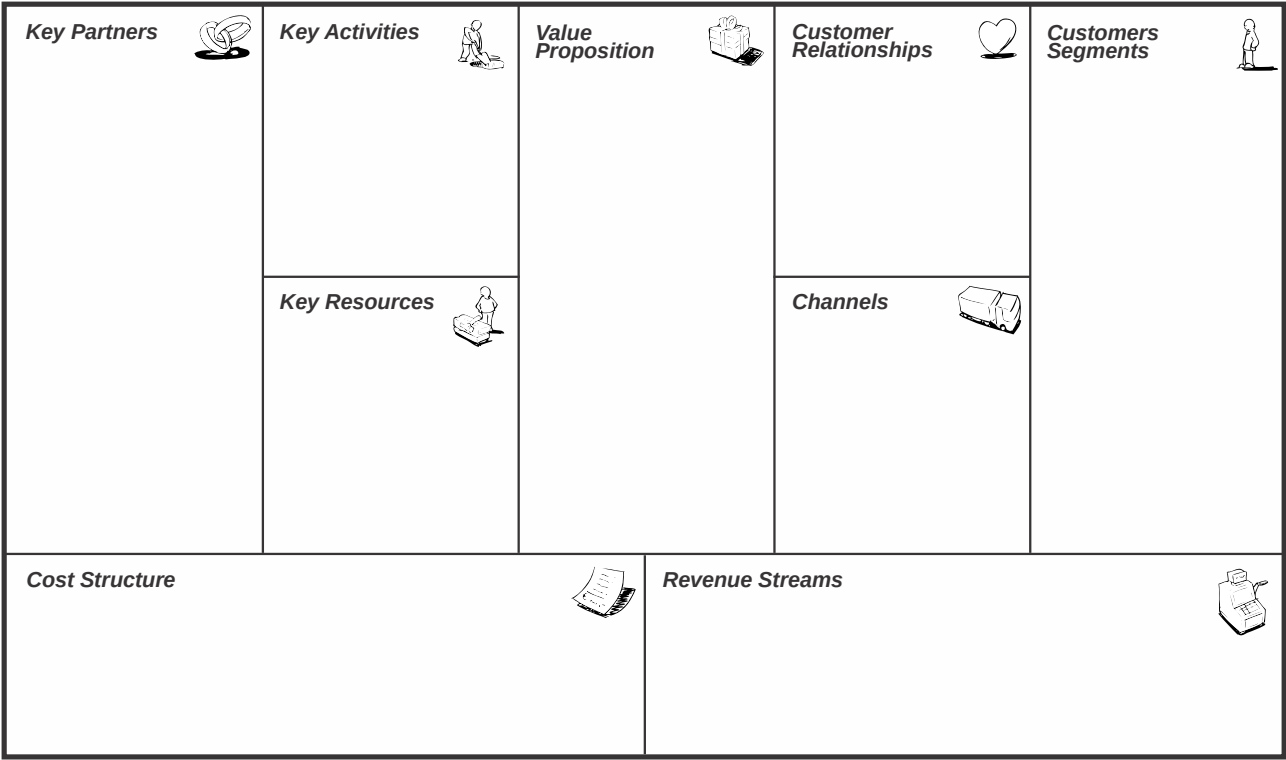 Key Partners
Key Activities
Value
Proposition
Customer
Relationships
Customers
Segments
Key Resources
Channels
Cost Structure
Revenue Streams